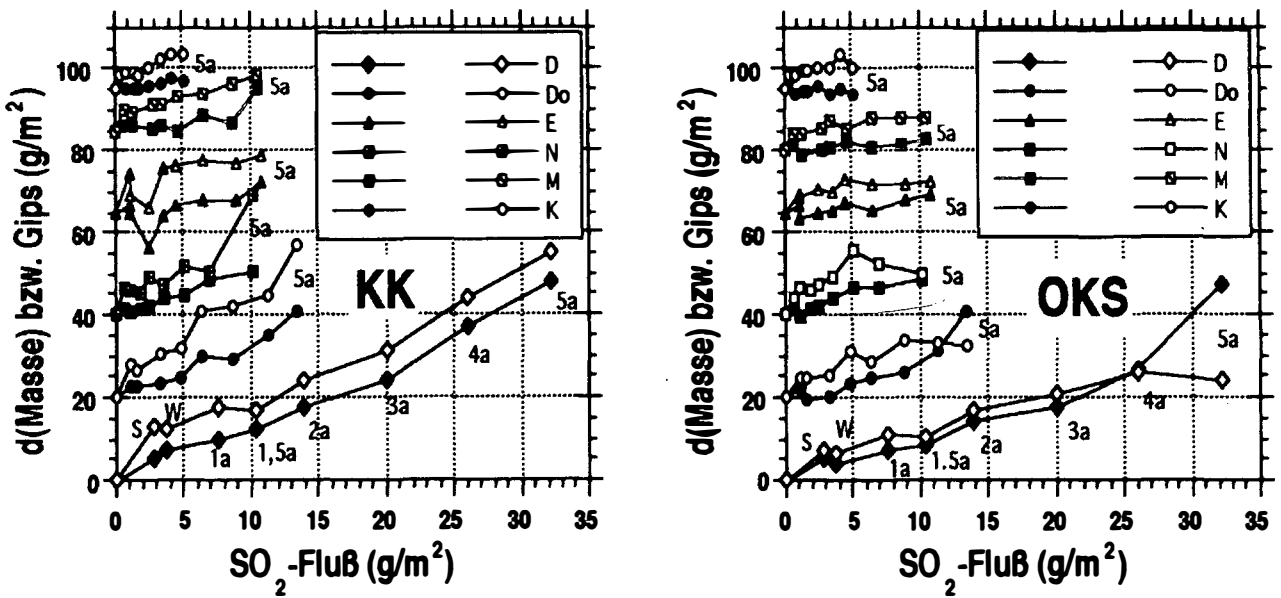 d(Masse) bzw. Gips (g/m²)
100
80
60
40
20
0
0 5 10 15 20 25 30 35
SO₂-Fluß (g/m²)
D
Do
E
N
M
K
KK
5a
5a
5a
5a
5a
S
W
1a
1,5a
2a
3a
4a
5a
d(Masse) bzw. Gips (g/m²)
100
80
60
40
20
0
0 5 10 15 20 25 30 35
SO₂-Fluß (g/m²)
D
Do
E
N
M
K
OKS
5a
5a
5a
5a
5a
S
W
1a
1.5a
2a
3a
4a
5a